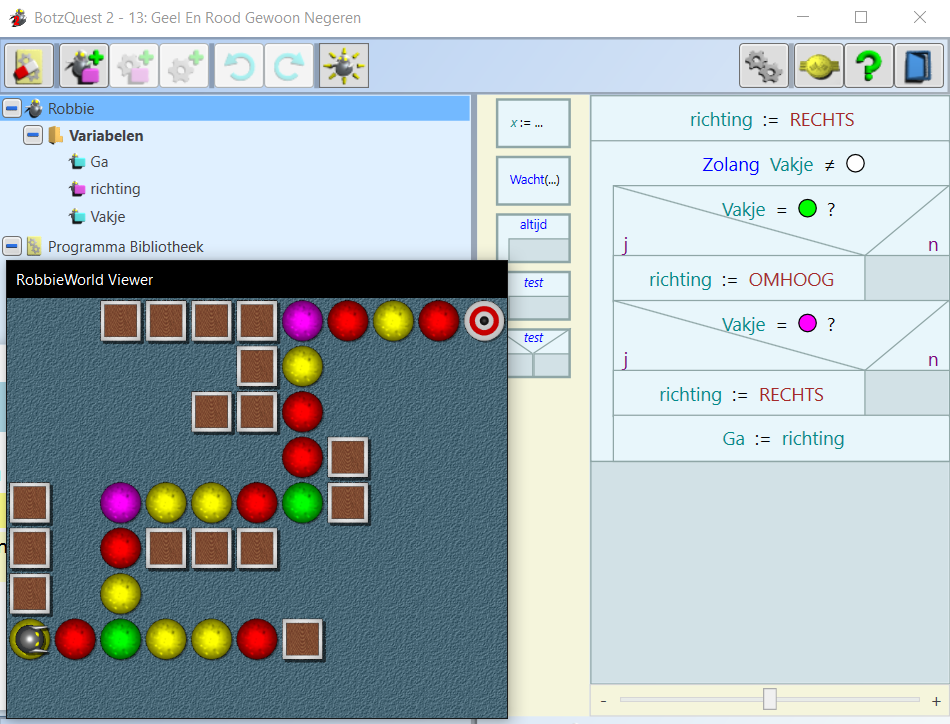 BotzQuest 2 - 13: Geel En Rood Gewoon Negeren
Robbie
Variabelen
Ga
richting
Vakje
Programma Bibliotheek
RobbieWorld Viewer
x := ...
Wacht(...)
altijd
test
test
richting := RECHTS
Zolang Vakje ≠
Vakje = ?
j n
richting := OMHOOG
Vakje = ?
j n
richting := RECHTS
Ga := richting
- +